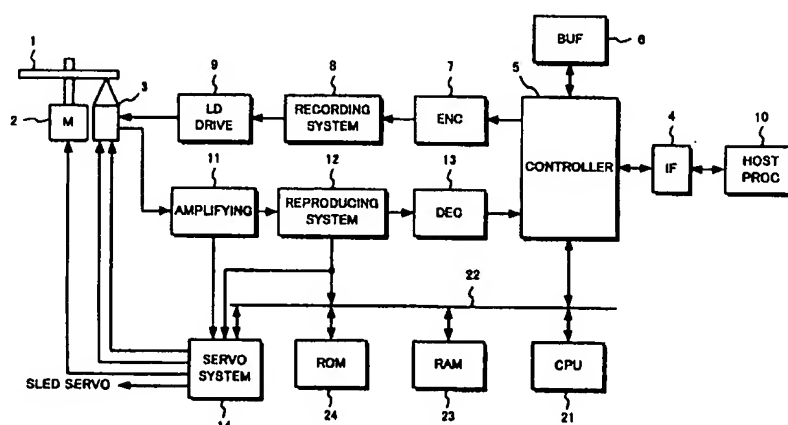 BUF
6
1
9
8
7
5
3
4
10
2
M
LD
DRIVE
RECORDING
SYSTEM
ENC
CONTROLLER
IF
HOST
PROC
11
12
13
AMPLIFYING
REPRODUCING
SYSTEM
DEC
22
SERVO
SYSTEM
ROM
RAM
CPU
SLED SERVO
14
24
23
21